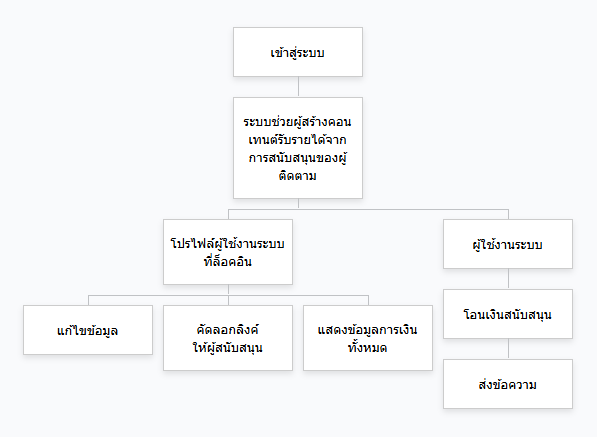 เข้าสู่ระบบ
ระบบช่วยผู้สร้างคอน
เทนต์รับรายได้จาก
การสนับสนุนของผู้
ติดตาม
โปรไฟล์ผู้ใช้งานระบบ
ที่ล็อคอิน
ผู้ใช้งานระบบ
แก้ไขข้อมูล
คัดลอกลิงค์
ให้ผู้สนับสนุน
แสดงข้อมูลการเงิน
ทั้งหมด
โอนเงินสนับสนุน
ส่งข้อความ